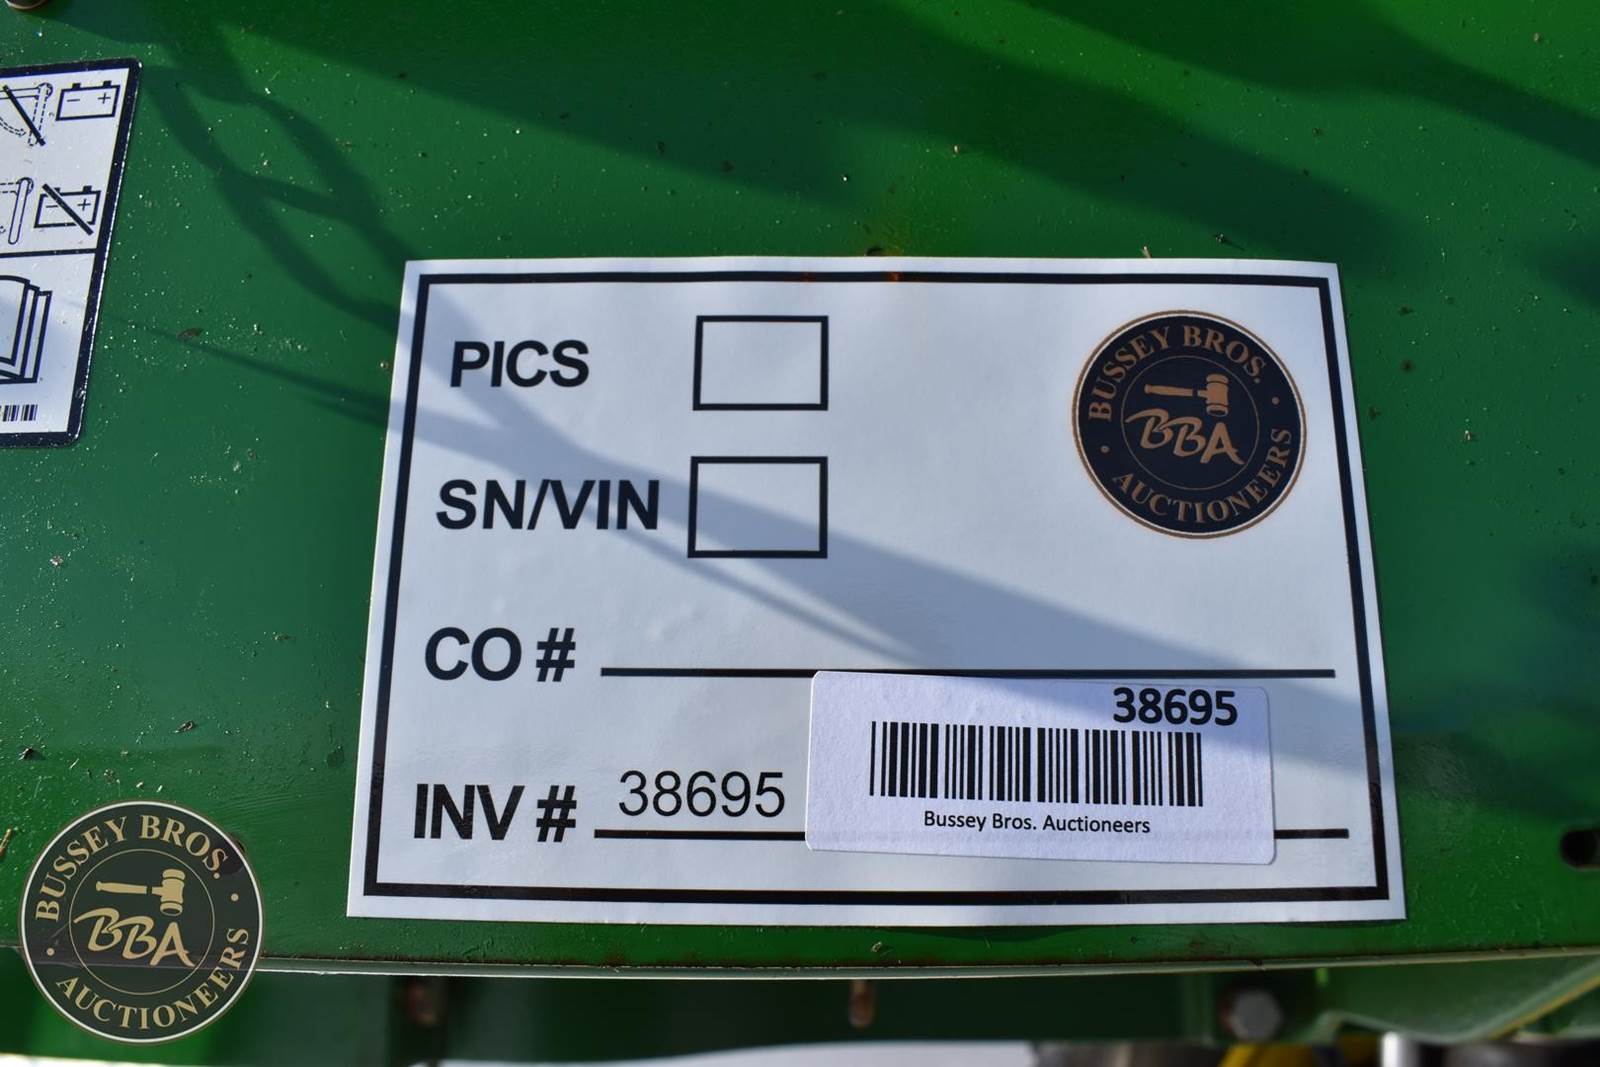 PICS
BUSSEY BROS.
BBA
AUCTIONEERS
SN/VIN
CO #
38695
INV # 38695
Bussey Bros. Auctioneers
BUSSEY BROS.
BBA
AUCTIONEERS